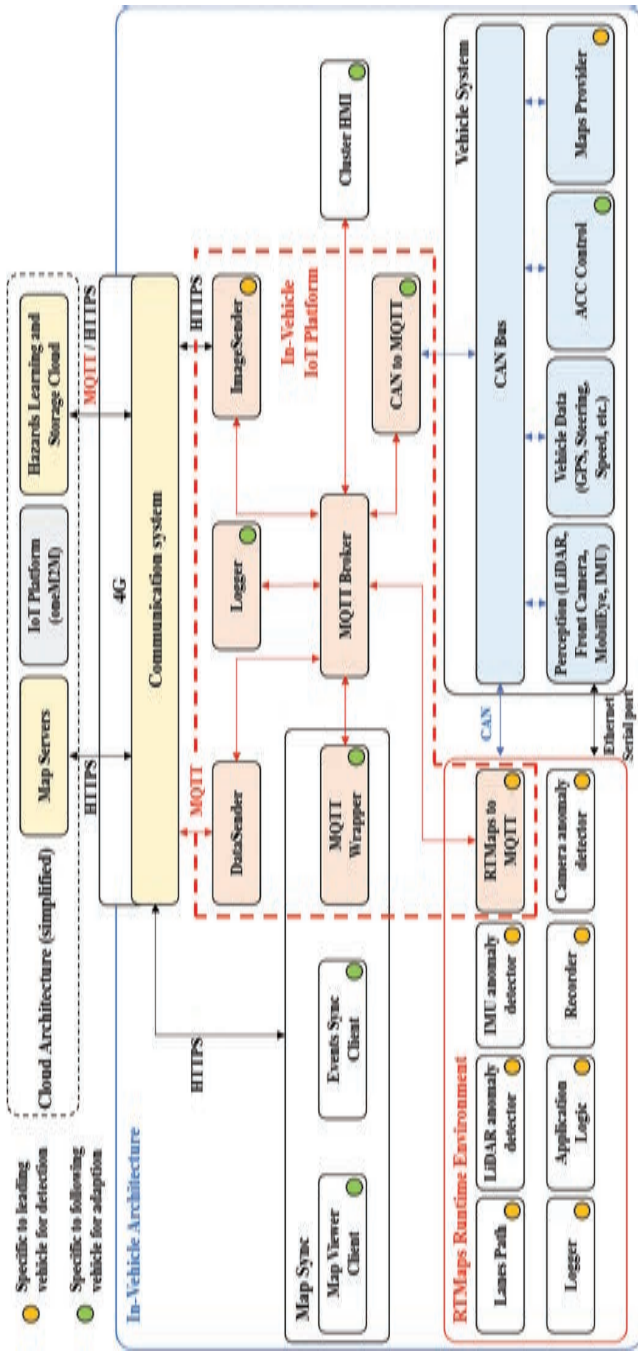 Specific to leading
vehicle for detection
Specific to following
vehicle for adaption
Cloud Architecture (simplified)
Map Servers
IoT Platform
(oneM2M)
Hazards Learning and
Storage Cloud
HTTPS
MQTT / HTTPS
In-Vehicle Architecture
4G
Communication system
HTTPS
MQTT
HTTPS
DataSender
Logger
ImageSender
In-Vehicle
IoT Platform
Map Sync
Map Viewer
Client
Events Sync
Client
MQTT
Wrapper
MQTT Broker
CAN to MQTT
Cluster HMI
RTMaps Runtime Environment
Lanes Path
LiDAR anomaly
detector
IMU anomaly
detector
RTMaps to
MQTT
Logger
Application
Logic
Recorder
Camera anomaly
detector
CAN
Ethernet
Serial port
Vehicle System
CAN Bus
Perception (LiDAR,
Front Camera,
MobilEye, IMU)
Vehicle Data
(GPS, Steering,
Speed, etc.)
ACC Control
Maps Provider